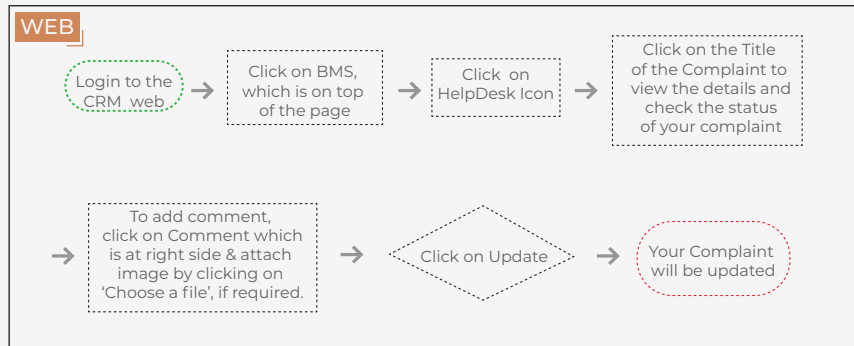 WEB
Login to the
CRM web
Click on BMS,
which is on top
of the page
Click on
HelpDesk Icon
Click on the Title
of the Complaint to
view the details and
check the status
of your complaint
To add comment,
click on Comment which
is at right side & attach
image by clicking on
‘Choose a file’, if required.
Click on Update
Your Complaint
will be updated